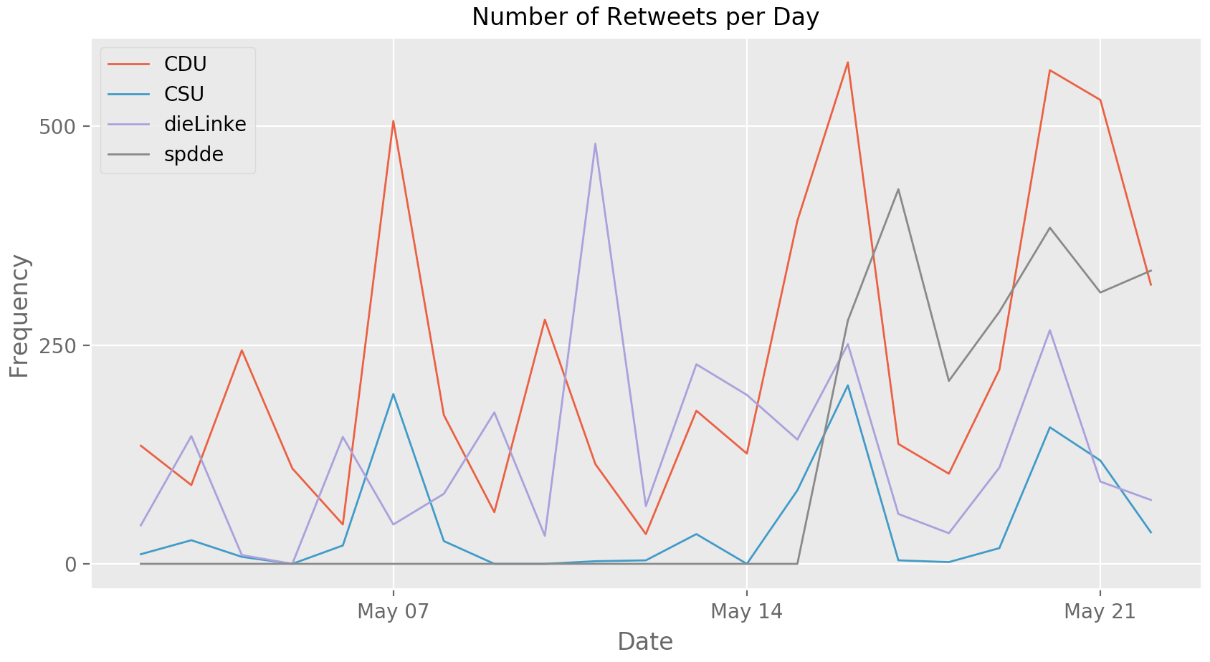 Number of Retweets per Day
CDU
CSU
dieLinke
spdde
500
250
0
Frequency
May 07
May 14
May 21
Date